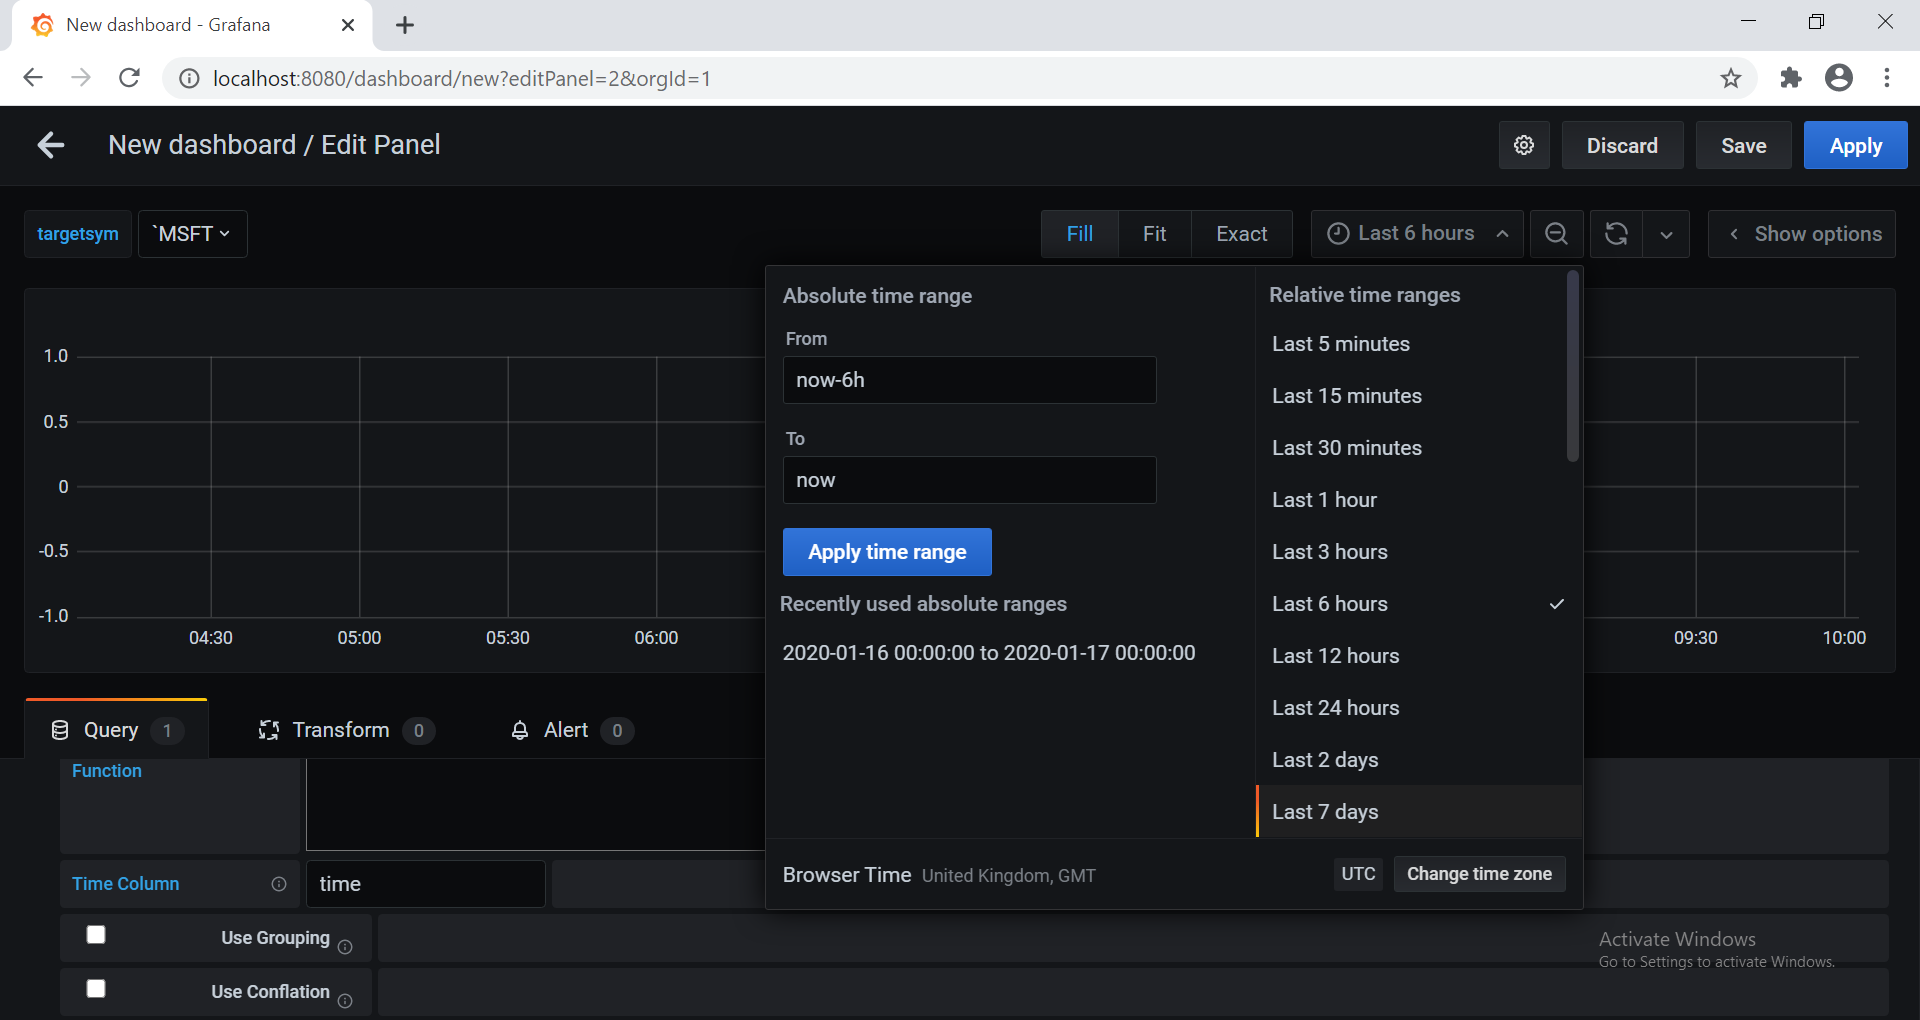 New dashboard - Grafana
localhost:8080/dashboard/new?editPanel=2&orgId=1
New dashboard / Edit Panel
Discard
Save
Apply
targetsym
`MSFT
Fill
Fit
Exact
Last 6 hours
Show options
Absolute time range
From
now-6h
To
now
Apply time range
Recently used absolute ranges
2020-01-16 00:00:00 to 2020-01-17 00:00:00
Relative time ranges
Last 5 minutes
Last 15 minutes
Last 30 minutes
Last 1 hour
Last 3 hours
Last 6 hours
Last 12 hours
Last 24 hours
Last 2 days
Last 7 days
Browser Time United Kingdom, GMT
UTC
Change time zone
1.0
0.5
0
-0.5
-1.0
04:30
05:00
05:30
06:00
09:30
10:00
Query 1
Transform 0
Alert 0
Function
Time Column
time
Use Grouping
Use Conflation
Activate Windows
Go to Settings to activate Windows.